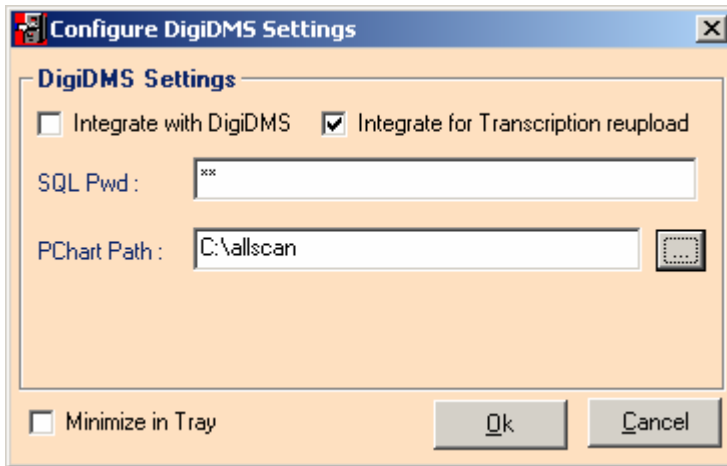 Configure DigiDMS Settings
DigiDMS Settings
Integrate with DigiDMS Integrate for Transcription reupload
SQL Pwd : **
PChart Path : C:\allscan ...
Minimize in Tray Ok Cancel